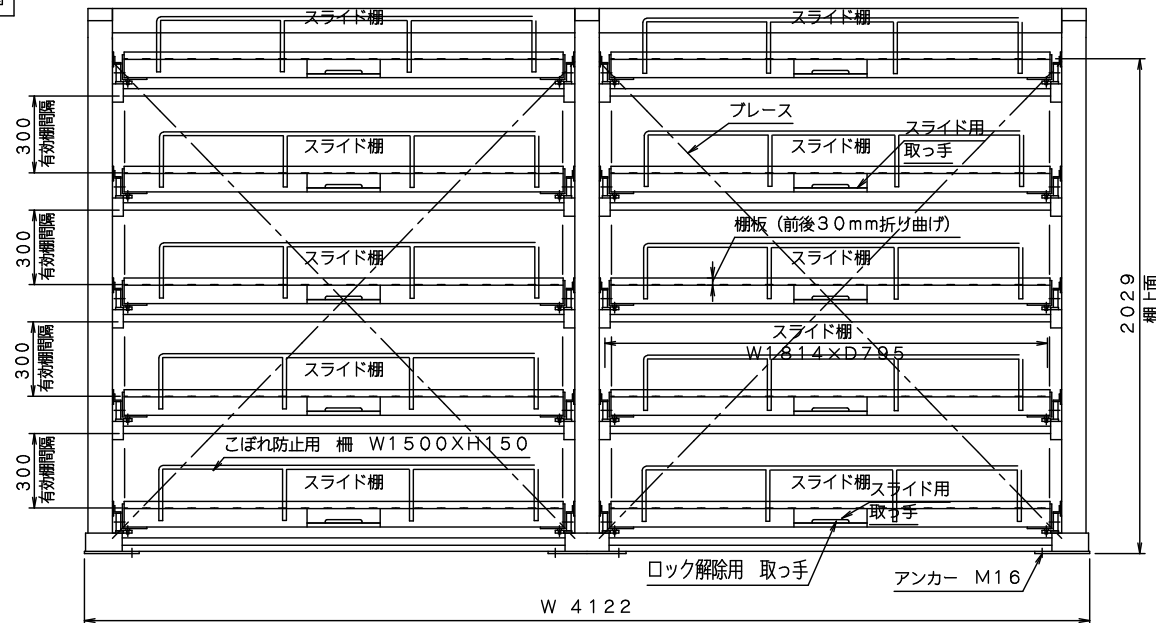 スライド棚
スライド棚
ブレース
スライド用
取っ手
300
有効棚間隔
スライド棚
スライド棚
棚板（前後30mm折り曲げ）
300
有効棚間隔
スライド棚
スライド棚
2029
棚上面
スライド棚
W1814×D795
300
有効棚間隔
スライド棚
こぼれ防止用　柵　W1500XH150
300
有効棚間隔
スライド棚
スライド棚
スライド用
取っ手
ロック解除用　取っ手
アンカー　M16
W 4122